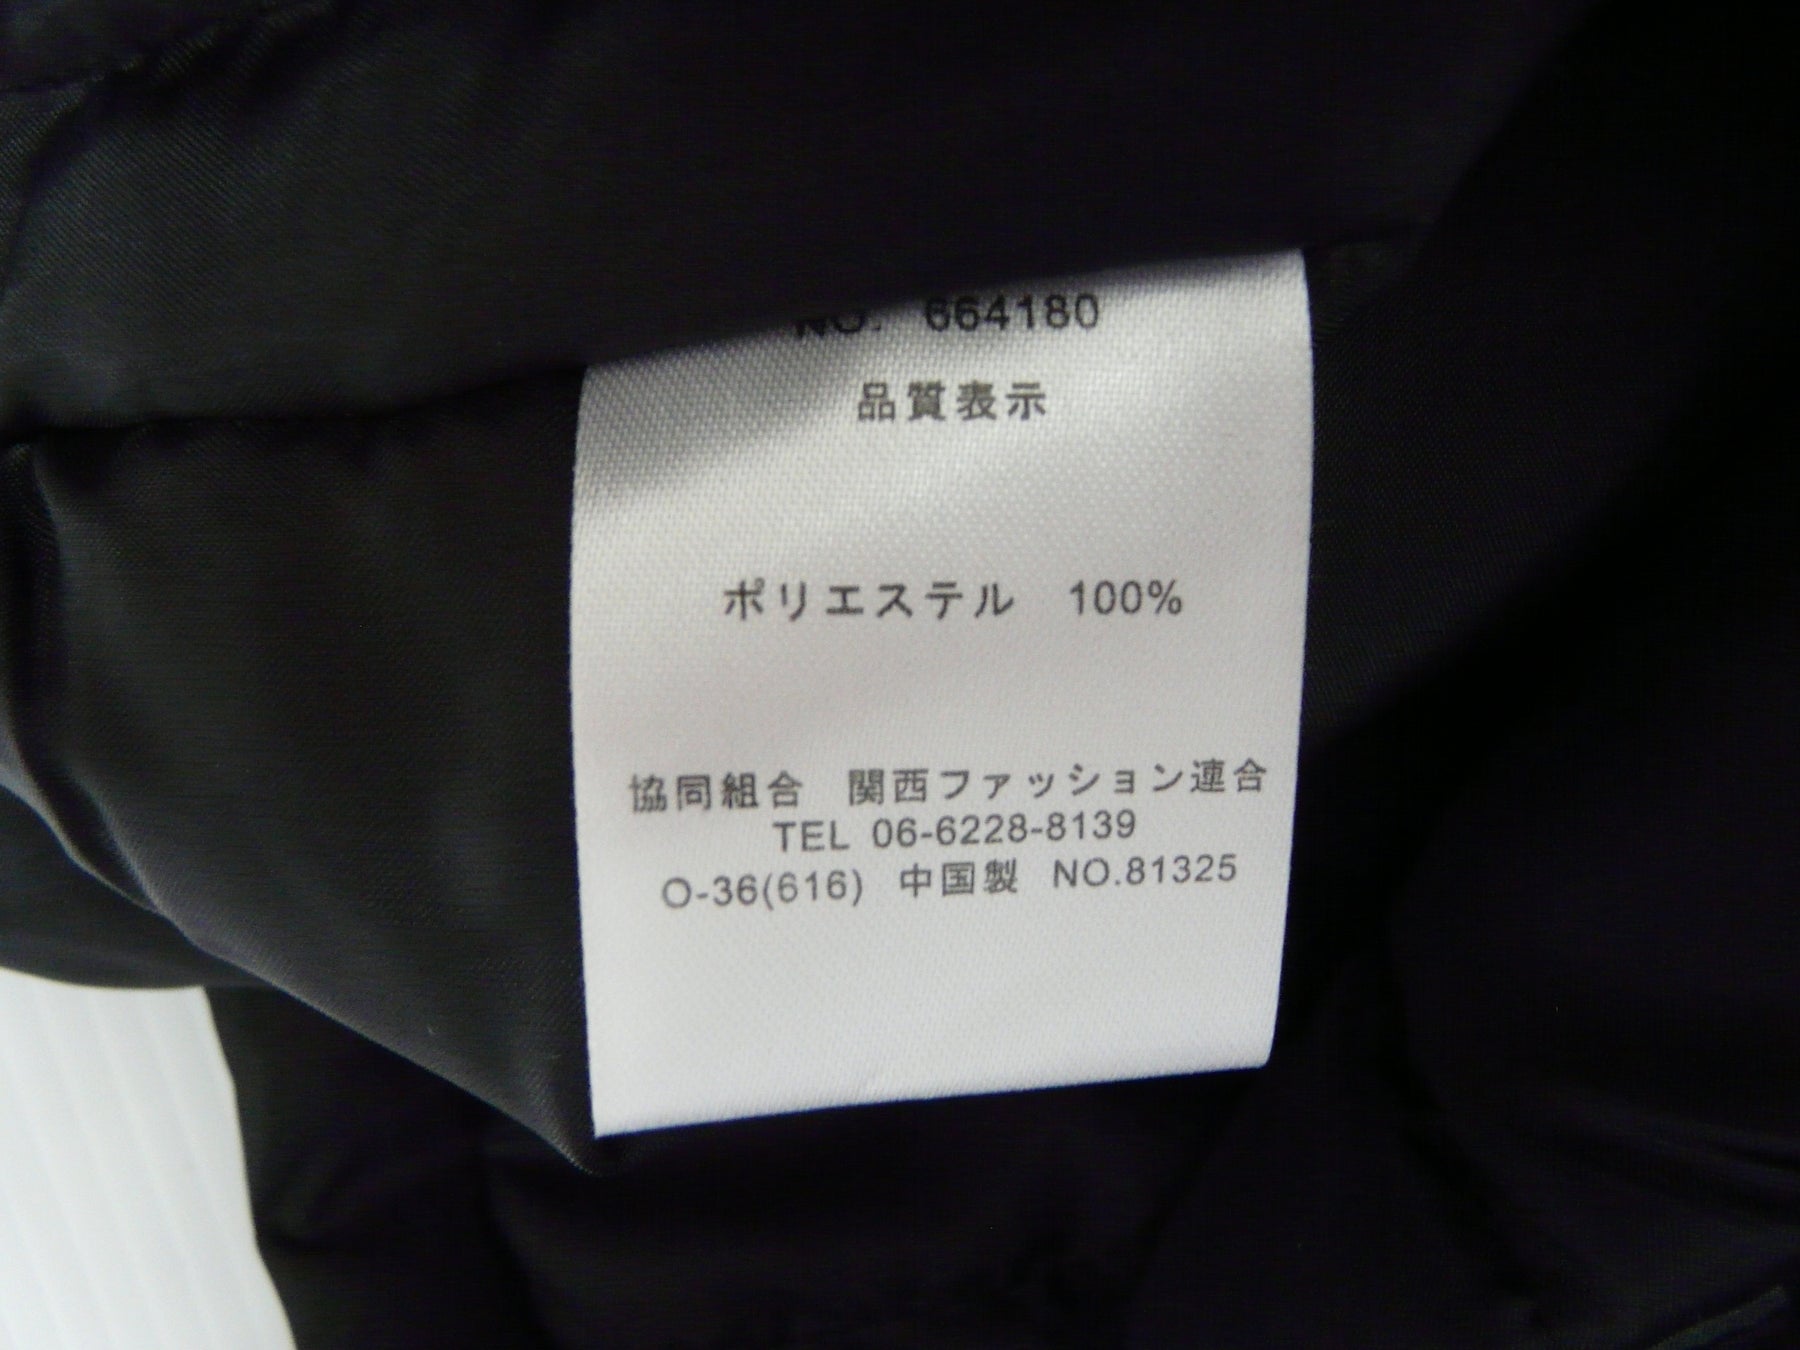 NO. 664180
品質表示
ポリエステル 100%
協同組合 関西ファッション連合
TEL 06-6228-8139
O-36(616) 中国製 NO.81325